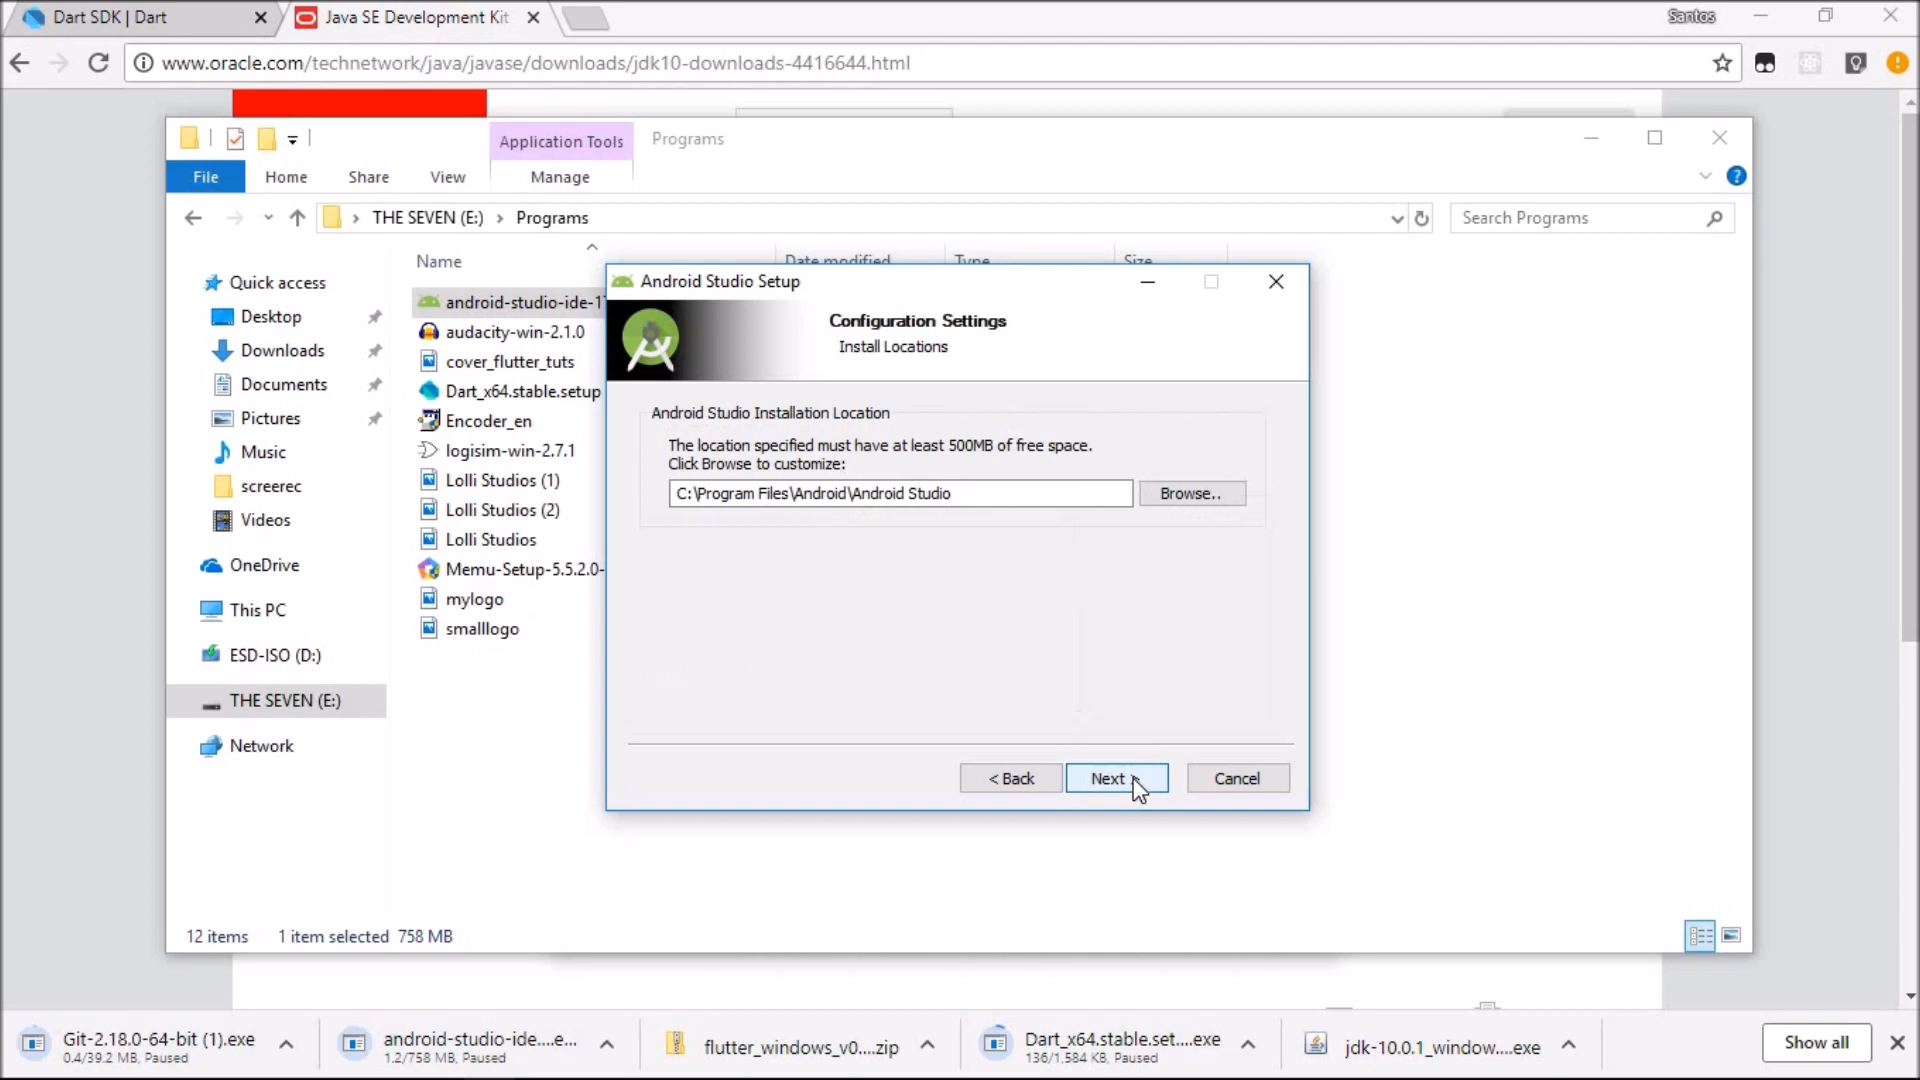 Dart SDK | Dart
Java SE Development Kit
Santos
www.oracle.com/technetwork/java/javase/downloads/jdk10-downloads-4416644.html
Application Tools
Programs
File
Home
Share
View
Manage
THE SEVEN (E:)
Programs
Search Programs
Name
Date modified
Type
Size
Quick access
Desktop
Downloads
Documents
Pictures
Music
screerec
Videos
OneDrive
This PC
ESD-ISO (D:)
THE SEVEN (E:)
Network
android-studio-ide-1
audacity-win-2.1.0
cover_flutter_tuts
Dart_x64.stable.setup
Encoder_en
logisim-win-2.7.1
Lolli Studios (1)
Lolli Studios (2)
Lolli Studios
Memu-Setup-5.5.2.0-
mylogo
smalllogo
Android Studio Setup
Configuration Settings
Install Locations
Android Studio Installation Location
The location specified must have at least 500MB of free space.
Click Browse to customize:
C:\Program Files\Android\Android Studio
Browse..
< Back
Next >
Cancel
12 items
1 item selected 758 MB
Git-2.18.0-64-bit (1).exe
0.4/39.2 MB, Paused
android-studio-ide....e...
1.2/758 MB, Paused
flutter_windows_v0....zip
Dart_x64.stable.set....exe
136/1,584 KB, Paused
jdk-10.0.1_window....exe
Show all